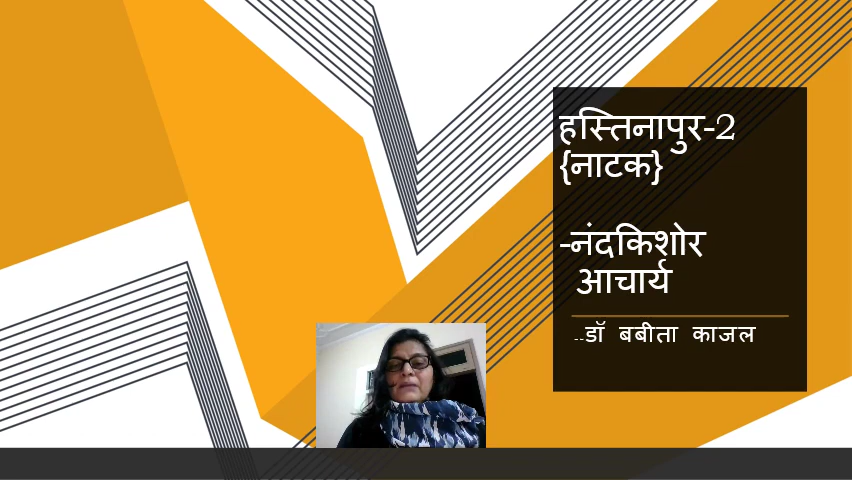 हस्तिनापुर-2
{नाटक}
-नंदकिशोर
आचार्य
--डॉ बबीता काजल